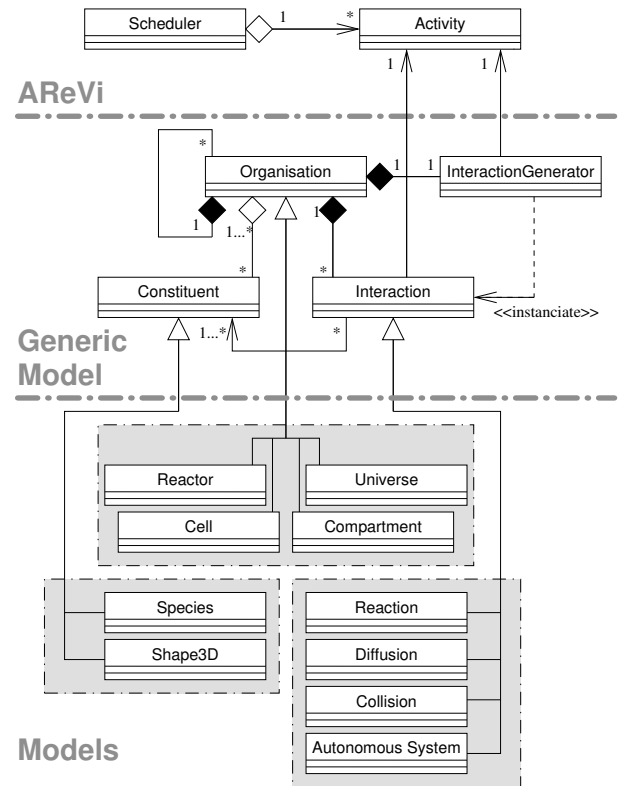 Scheduler
1
*
Activity
1
1
AReVi
*
Organisation
1
1
InteractionGenerator
1
1...*
1
*
*
Constituent
Interaction
<<instanciate>>
1...*
*
Generic
Model
Reactor
Universe
Cell
Compartment
Species
Reaction
Shape3D
Diffusion
Collision
Models
Autonomous System